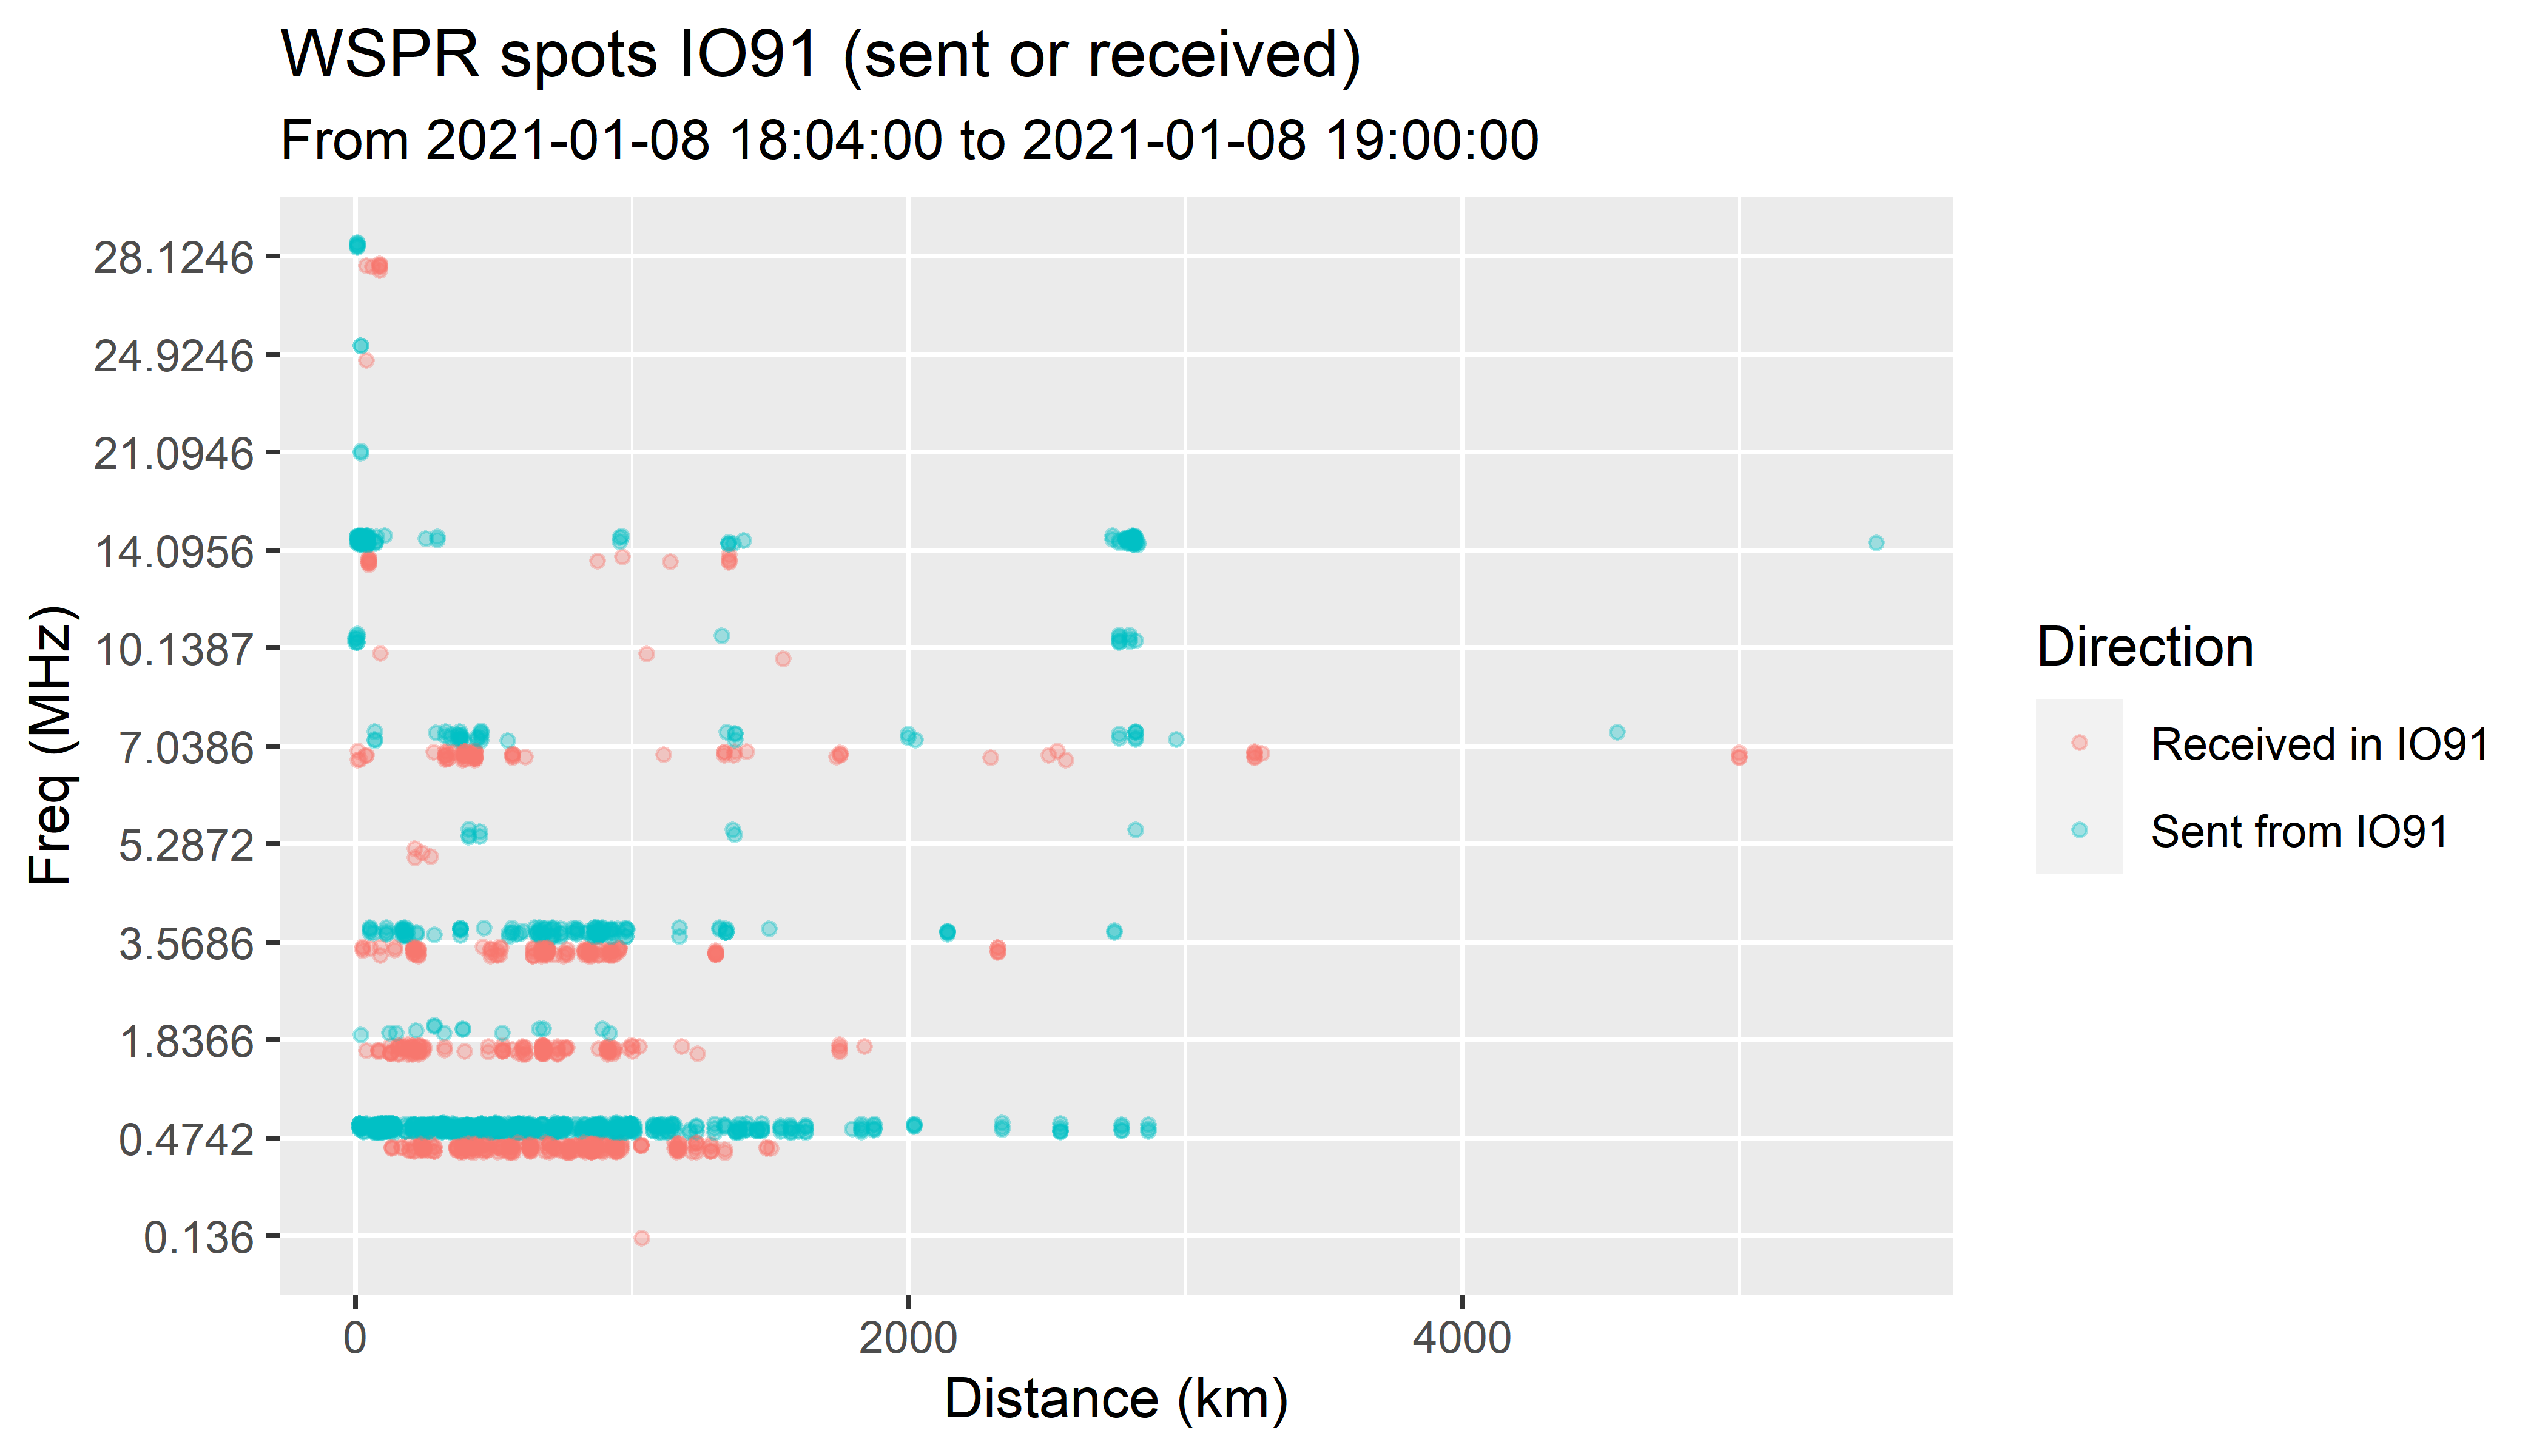 WSPR spots IO91 (sent or received)
From 2021-01-08 18:04:00 to 2021-01-08 19:00:00
Freq (MHz)
28.1246
24.9246
21.0946
14.0956
10.1387
7.0386
5.2872
3.5686
1.8366
0.4742
0.136
0 2000 4000
Distance (km)
Direction
Received in IO91
Sent from IO91